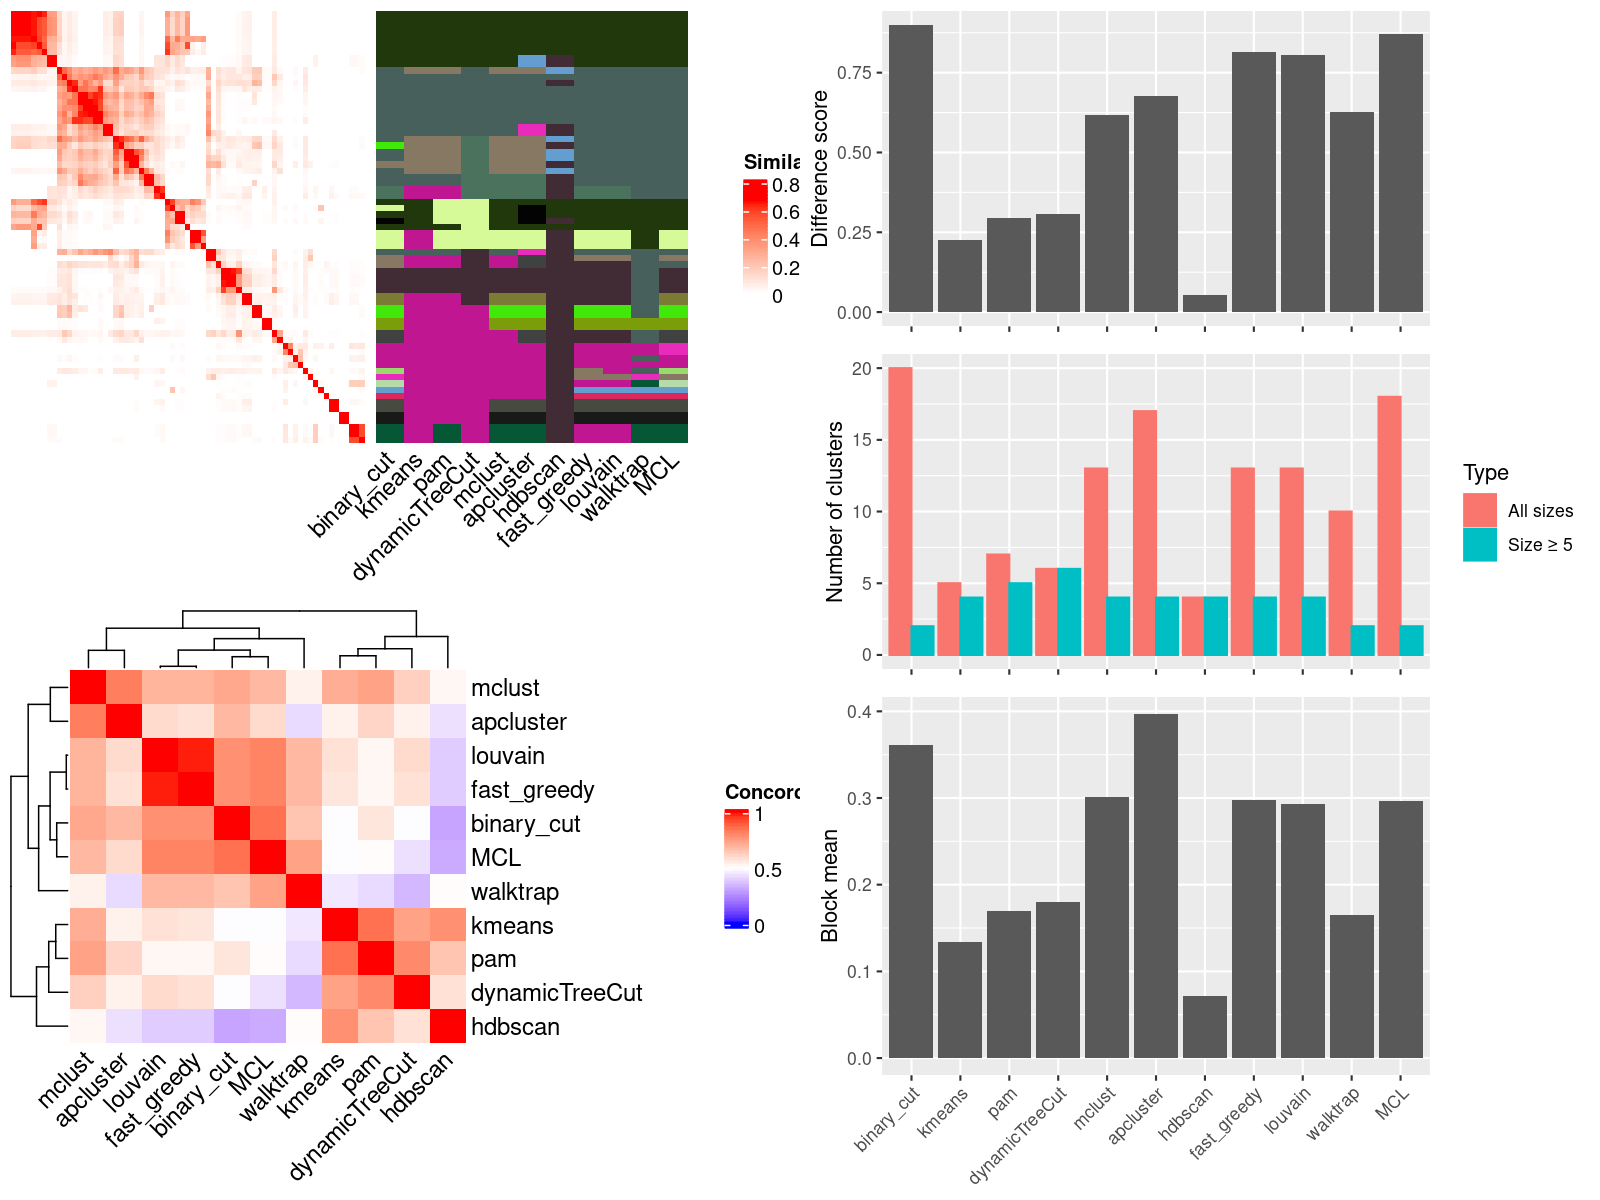 Simila
0.8
0.6
0.4
0.2
0
binary_cut
kmeans
pam
dynamicTreeCut
mclust
apcluster
hdbscan
fast_greedy
louvain
walktrap
MCL
Difference score
0.75
0.50
0.25
0.00
Number of clusters
20
15
10
5
0
Type
All sizes
Size ≥ 5
mclust
apcluster
louvain
fast_greedy
binary_cut
MCL
walktrap
kmeans
pam
dynamicTreeCut
hdbscan
mclust
apcluster
louvain
fast_greedy
binary_cut
MCL
walktrap
kmeans
pam
dynamicTreeCut
hdbscan
Concorc
1
0.5
0
Block mean
0.4
0.3
0.2
0.1
0.0
binary_cut
kmeans
pam
dynamicTreeCut
mclust
apcluster
hdbscan
fast_greedy
louvain
walktrap
MCL